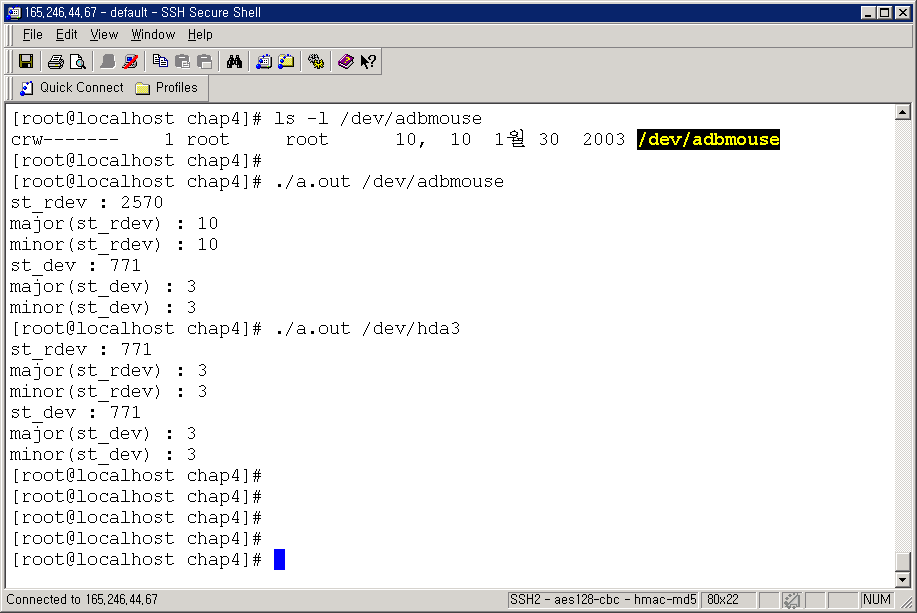 165,246,44,67 - default - SSH Secure Shell
File Edit View Window Help
Quick Connect Profiles
[root@localhost chap4]# ls -l /dev/adbmouse
crw------- 1 root root 10, 10 1월 30 2003 /dev/adbmouse
[root@localhost chap4]#
[root@localhost chap4]# ./a.out /dev/adbmouse
st_rdev : 2570
major(st_rdev) : 10
minor(st_rdev) : 10
st_dev : 771
major(st_dev) : 3
minor(st_dev) : 3
[root@localhost chap4]# ./a.out /dev/hda3
st_rdev : 771
major(st_rdev) : 3
minor(st_rdev) : 3
st_dev : 771
major(st_dev) : 3
minor(st_dev) : 3
[root@localhost chap4]#
[root@localhost chap4]#
[root@localhost chap4]#
[root@localhost chap4]#
[root@localhost chap4]#
Connected to 165,246,44,67 SSH2 - aes128-cbc - hmac-md5 80x22 NUM